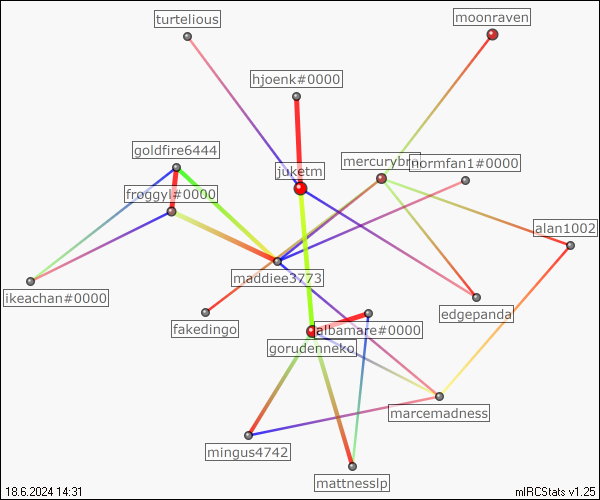 turtelious
moonraven
hjoenk#0000
goldfire6444
mercurybr
normfan1#0000
juketm
froggyl#0000
alan1002
maddiee3773
ikeachan#0000
edgepanda
fakedingo
albamare#0000
gorudenneko
marcemadness
mingus4742
mattnesslp
18.6.2024 14:31
mIRCStats v1.25